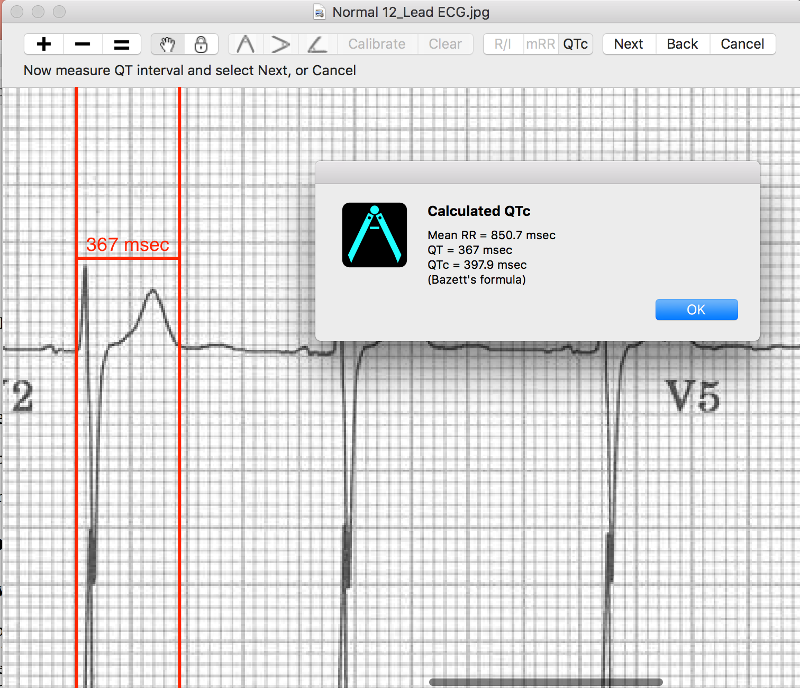 Normal 12_Lead ECG.jpg
Calibrate Clear R/I mRR QTc Next Back Cancel
Now measure QT interval and select Next, or Cancel
367 msec
Calculated QTc
Mean RR = 850.7 msec
QT = 367 msec
QTc = 397.9 msec
(Bazett's formula)
OK
V2
V5